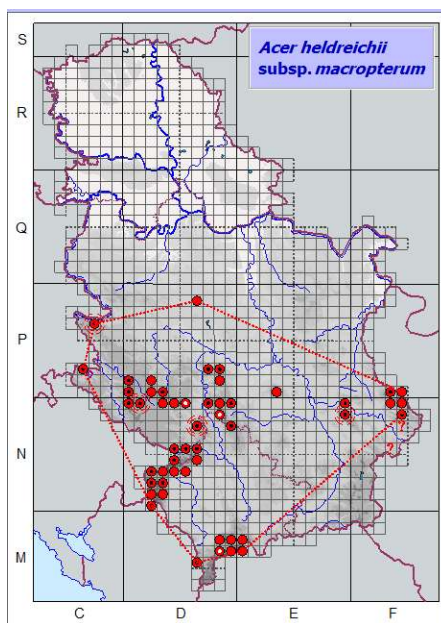 Acer heldreichii
subsp. macropterum
S
R
Q
P
N
M
C D E F
?
?